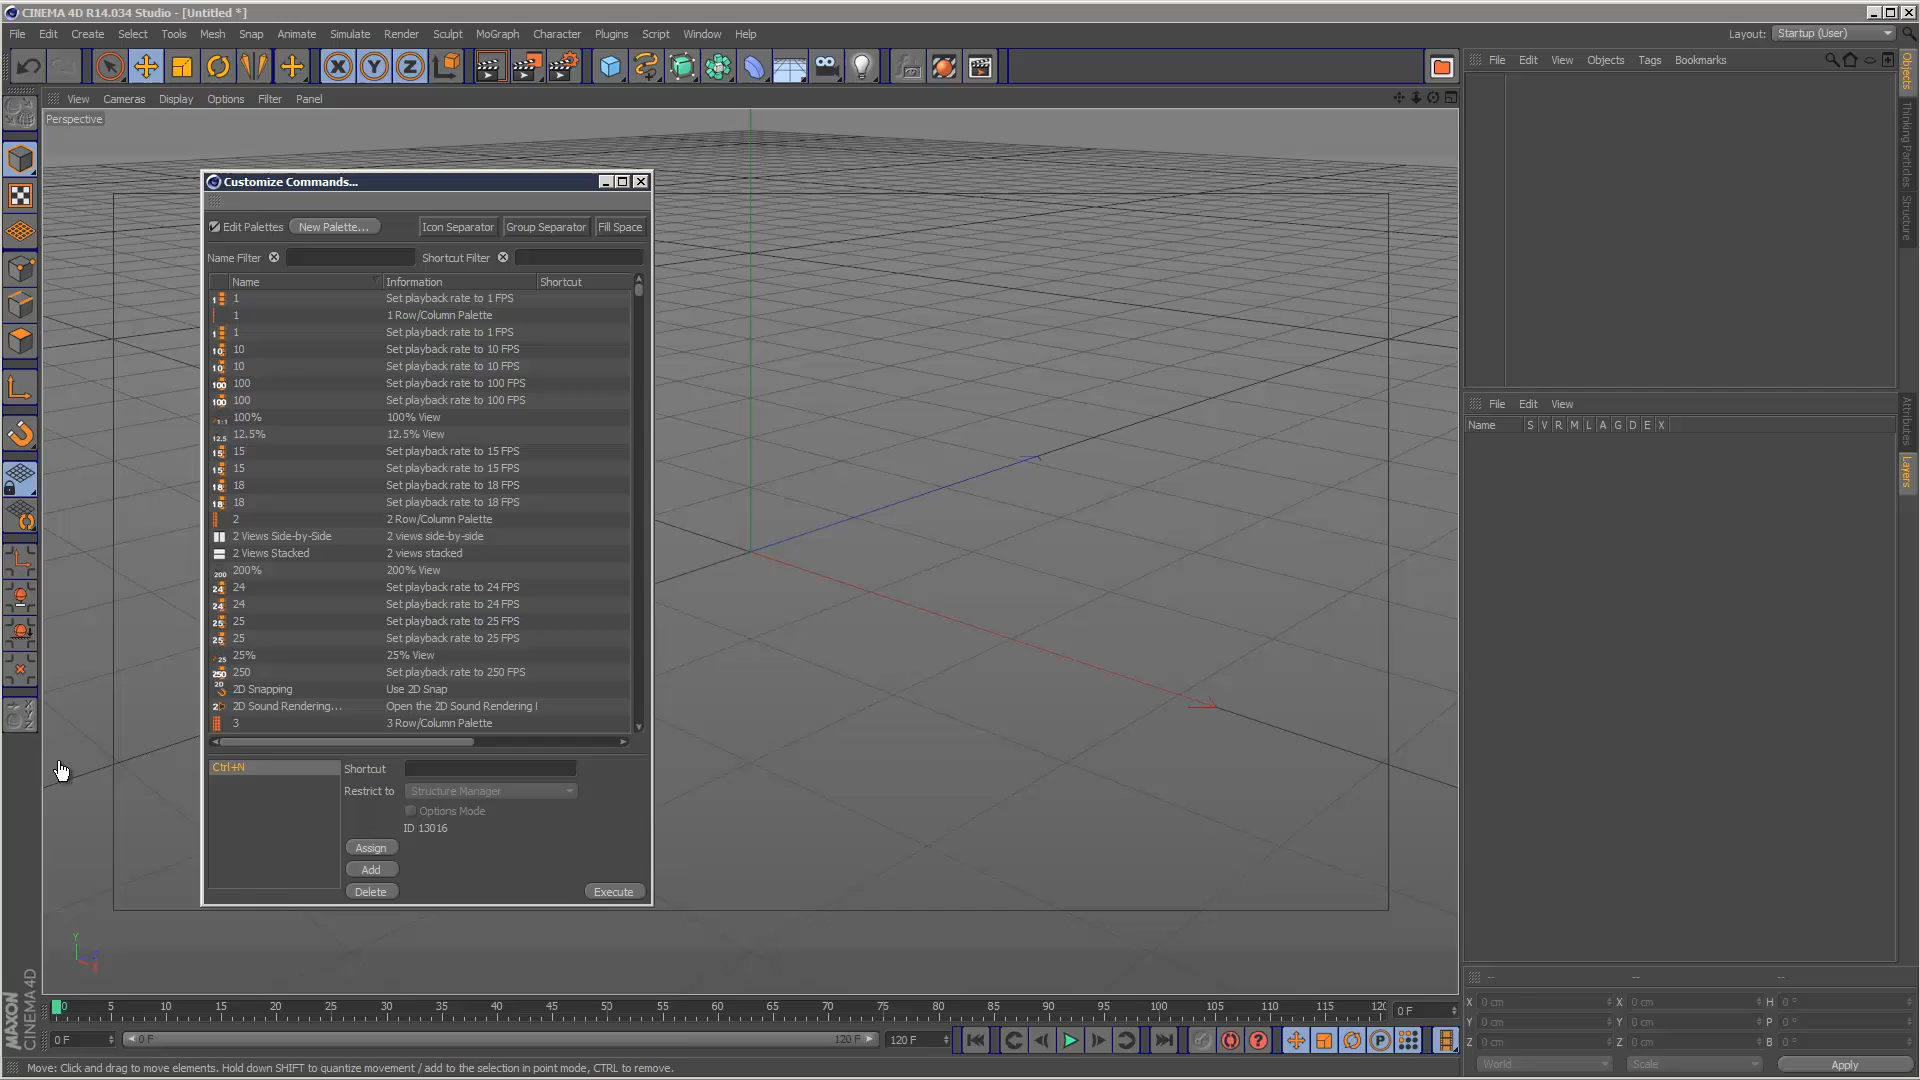 CINEMA 4D R14.034 Studio - [Untitled *]
File Edit Create Select Tools Mesh Snap Animate Simulate Render Sculpt MoGraph Character Plugins Script Window Help
Layout: Startup (User)
File Edit View Objects Tags Bookmarks
Objects
Thinking Particles
Structure
View Cameras Display Options Filter Panel
Perspective
Customize Commands...
Edit Palettes New Palette... Icon Separator Group Separator Fill Space
Name Filter Shortcut Filter
Name Information Shortcut
1 Set playback rate to 1 FPS
1 1 Row/Column Palette
1 Set playback rate to 1 FPS
10 Set playback rate to 10 FPS
10 Set playback rate to 10 FPS
100 Set playback rate to 100 FPS
100 Set playback rate to 100 FPS
100% 100% View
12.5% 12.5% View
15 Set playback rate to 15 FPS
15 Set playback rate to 15 FPS
18 Set playback rate to 18 FPS
18 Set playback rate to 18 FPS
2 2 Row/Column Palette
2 Views Side-by-Side 2 views side-by-side
2 Views Stacked 2 views stacked
200% 200% View
24 Set playback rate to 24 FPS
24 Set playback rate to 24 FPS
25 Set playback rate to 25 FPS
25 Set playback rate to 25 FPS
25% 25% View
250 Set playback rate to 250 FPS
2D Snapping Use 2D Snap
2D Sound Rendering... Open the 2D Sound Rendering
3 3 Row/Column Palette
Ctrl+N
Shortcut
Restrict to Structure Manager
Options Mode
ID 13016
Assign
Add
Delete
Execute
File Edit View
Name S V R M L A G D E X
Attributes
Layers
Y
X
MAXON
CINEMA 4D
0 5 10 15 20 25 30 35 40 45 50 55 60 65 70 75 80 85 90 95 100 105 110 115 120 0 F
0 F 0 F 120 F 120 F
-- -- --
X 0 cm X 0 cm H 0 °
Y 0 cm Y 0 cm P 0 °
Z 0 cm Z 0 cm B 0 °
World Scale Apply
Move: Click and drag to move elements. Hold down SHIFT to quantize movement / add to the selection in point mode, CTRL to remove.